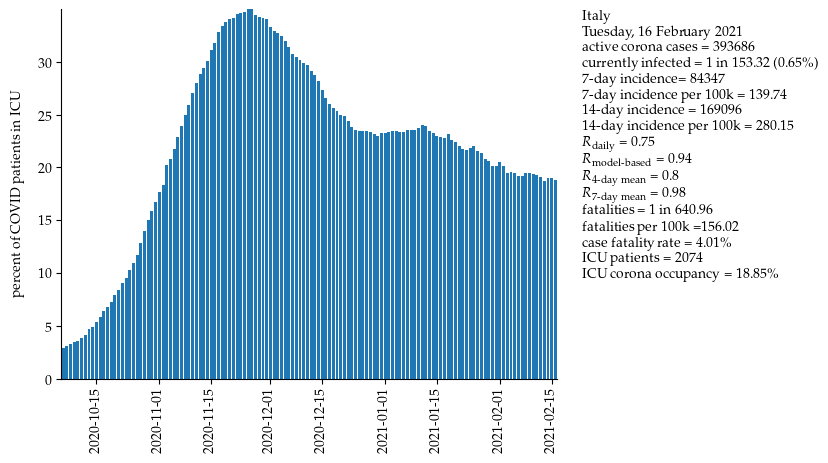 percent of COVID patients in ICU
30
25
20
15
10
5
0
2020-10-15
2020-11-01
2020-11-15
2020-12-01
2020-12-15
2021-01-01
2021-01-15
2021-02-01
2021-02-15
Italy
Tuesday, 16 February 2021
active corona cases = 393686
currently infected = 1 in 153.32 (0.65%)
7-day incidence= 84347
7-day incidence per 100k = 139.74
14-day incidence = 169096
14-day incidence per 100k = 280.15
R daily = 0.75
R model-based = 0.94
R 4-day mean = 0.8
R 7-day mean = 0.98
fatalities = 1 in 640.96
fatalities per 100k =156.02
case fatality rate = 4.01%
ICU patients = 2074
ICU corona occupancy = 18.85%